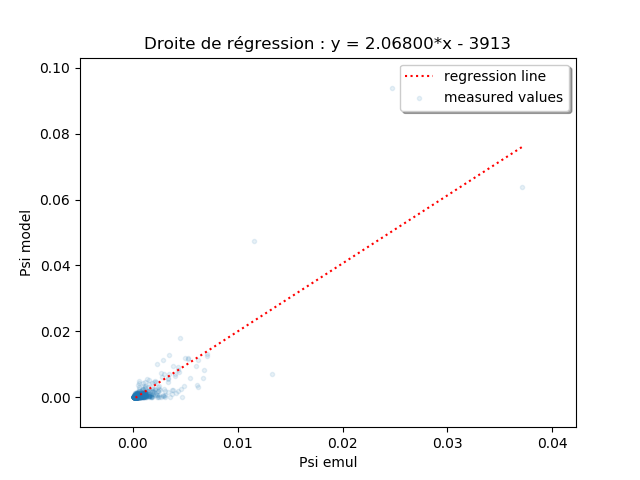 Droite de régression : y = 2.06800*x - 3913
regression line
measured values
0.10
0.08
0.06
0.04
0.02
0.00
Psi model
0.00 0.01 0.02 0.03 0.04
Psi emul